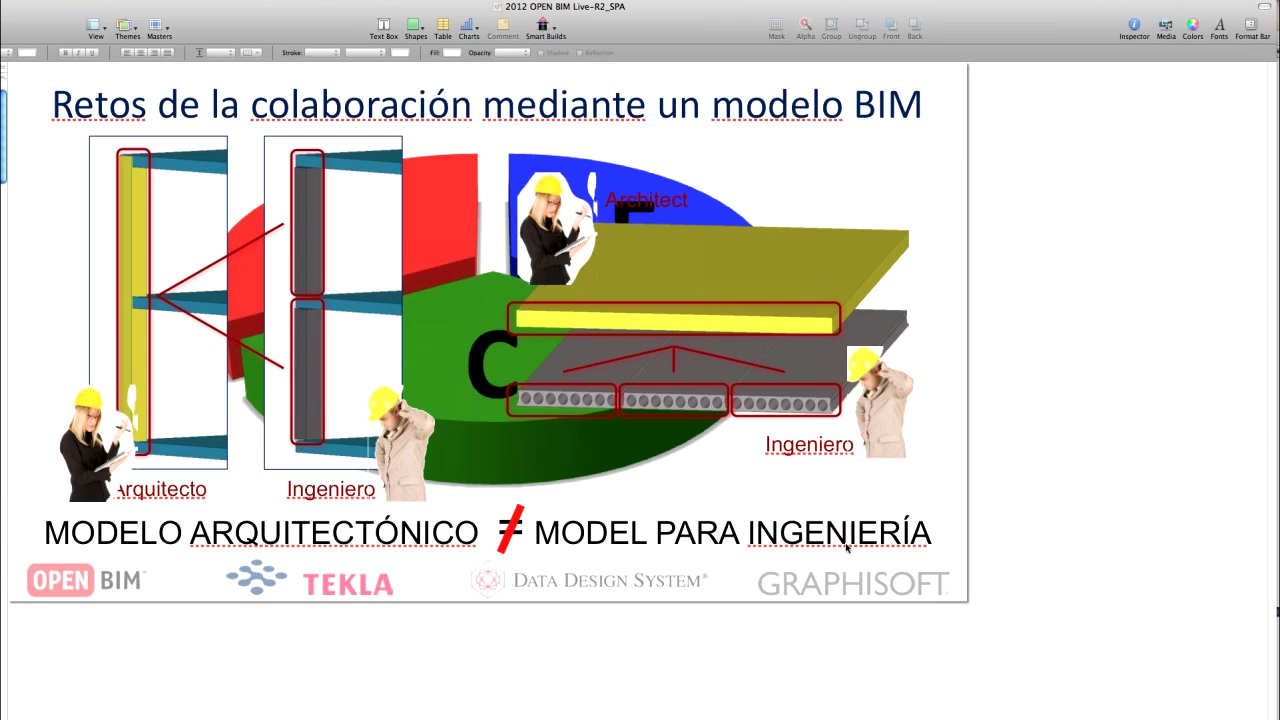 2012 OPEN BIM Live-R2_SPA
View Themes Masters Text Box Shapes Table Charts Comment Smart Builds Mask Alpha Group Ungroup Front Back Inspector Media Colors Fonts Format Bar
B I U Stroke: Fill: Opacity: Shadow Reflection
Retos de la colaboración mediante un modelo BIM
Architect
C
Ingeniero
Arquitecto Ingeniero
MODELO ARQUITECTÓNICO = MODEL PARA INGENIERÍA
OPEN BIM™ TEKLA DATA DESIGN SYSTEM® GRAPHISOFT.